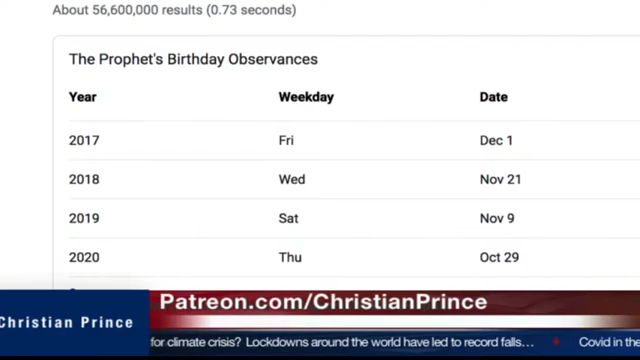 About 56,600,000 results (0.73 seconds)
The Prophet's Birthday Observances
Year Weekday Date
2017 Fri Dec 1
2018 Wed Nov 21
2019 Sat Nov 9
2020 Thu Oct 29
Patreon.com/ChristianPrince
Christian Prince
for climate crisis? Lockdowns around the world have led to record falls... Covid in the